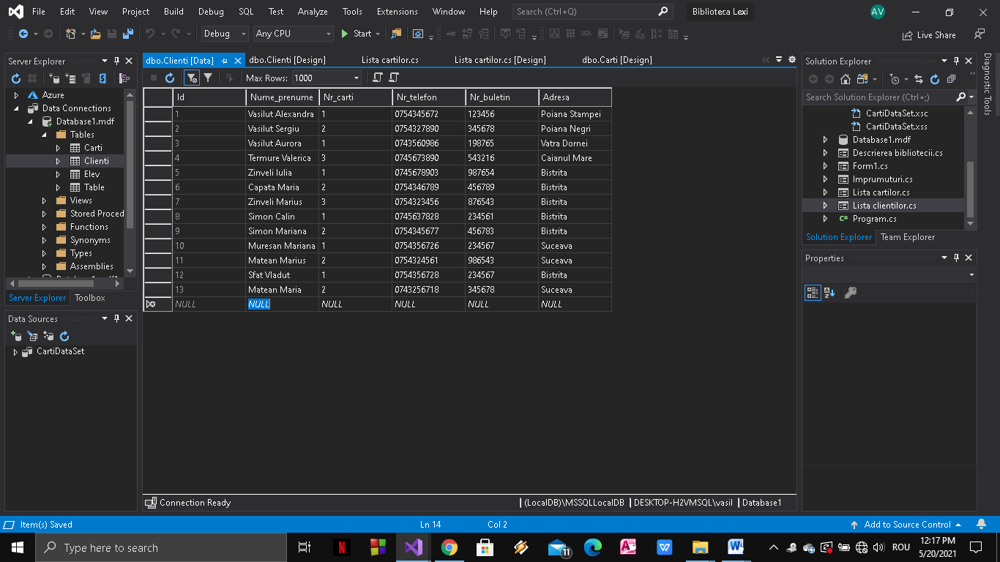 File Edit View Project Build Debug SQL Test Analyze Tools Extensions Window Help Search (Ctrl+Q) Biblioteca Lexi AV
Debug Any CPU Start SQL Live Share
Server Explorer
Azure
Data Connections
Database1.mdf
Tables
Carti
Clienti
Elev
Table
Views
Stored Proced
Functions
Synonyms
Types
Assemblies
Server Explorer Toolbox
Data Sources
CartiDataSet
dbo.Clienti [Data] dbo.Clienti [Design] Lista cartilor.cs Lista cartilor.cs [Design] dbo.Carti [Design]
Max Rows: 1000
Id Nume_prenume Nr_carti Nr_telefon Nr_buletin Adresa
1 Vasilut Alexandra 1 0754345672 123456 Poiana Stampei
2 Vasilut Sergiu 2 0754327890 345678 Poiana Negri
3 Vasilut Aurora 1 0743560986 198765 Vatra Dornei
4 Termure Valerica 3 0745673890 543216 Caianul Mare
5 Zinveli Iulia 1 0745678903 987654 Bistrita
6 Capata Maria 2 0754346789 456789 Bistrita
7 Zinveli Marius 3 0754323456 876543 Bistrita
8 Simon Calin 1 0745637828 234561 Bistrita
9 Simon Mariana 2 0754345677 456783 Bistrita
10 Muresan Mariana 1 0754356726 234567 Suceava
11 Matean Marius 2 0754324561 986543 Suceava
12 Sfat Vladut 1 0754356728 234567 Bistrita
13 Matean Maria 2 0743256718 345678 Suceava
NULL NULL NULL NULL NULL NULL
Connection Ready (LocalDB)\MSSQLLocalDB DESKTOP-H2VMSQL\vasil Database1
Solution Explorer
Search Solution Explorer (Ctrl+;)
CartiDataSet.xsc
CartiDataSet.xss
Database1.mdf
Descrierea bibliotecii.cs
Form1.cs
Imprumuturi.cs
Lista cartilor.cs
Lista clientilor.cs
Program.cs
Solution Explorer Team Explorer
Properties
Diagnostic Tools
Item(s) Saved Ln 14 Col 2 Add to Source Control
Type here to search 11 ROU 12:17 PM
5/20/2021